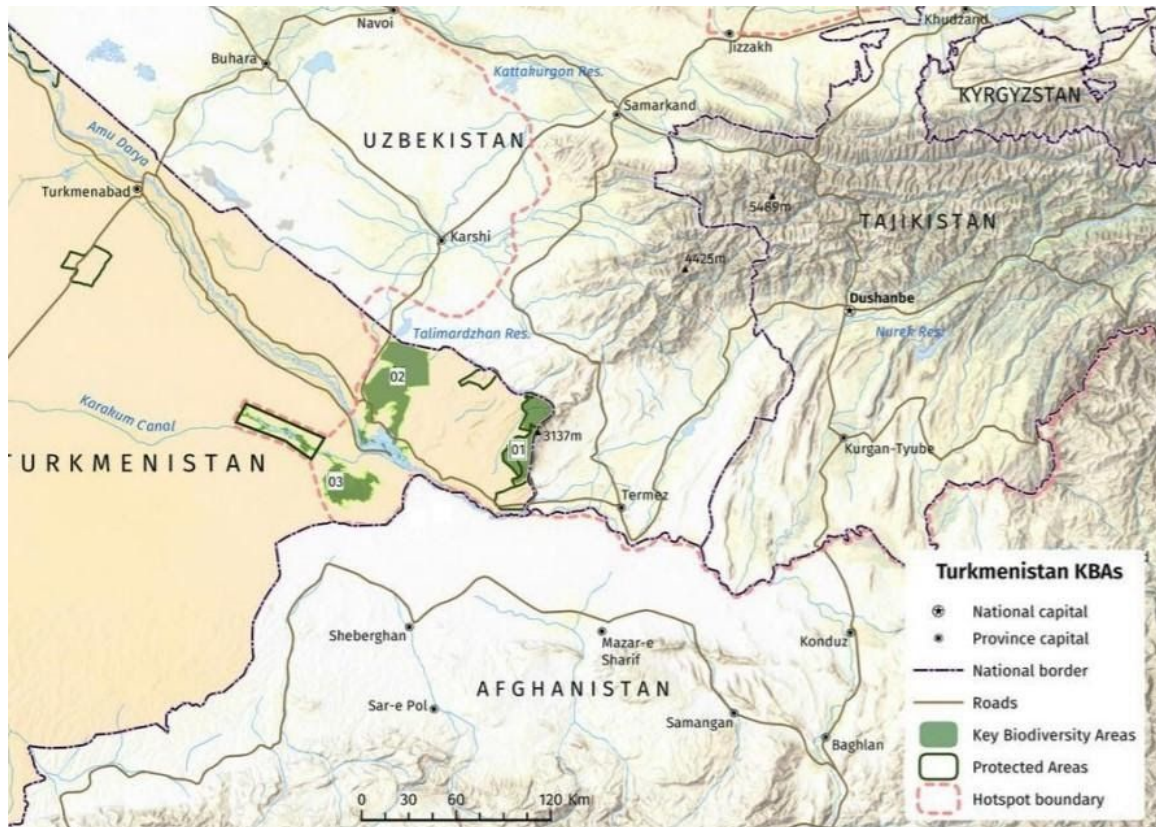 Navoi
Khudzand
Jizzakh
Buhara
Kattakurgon Res.
KYRGYZSTAN
Samarkand
UZBEKISTAN
Amu Darya
Turkmenabad
5489m
TAJIKISTAN
Karshi
4425m
Dushanbe
Talimardzhan Res.
Nurek Res.
02
Karakum Canal
3137m
01
Kurgan-Tyube
TURKMENISTAN
03
Termez
Sheberghan
Mazar-e
Sharif
Konduz
AFGHANISTAN
Sar-e Pol
Samangan
Baghlan
0 30 60 120 Km
Turkmenistan KBAs
National capital
Province capital
National border
Roads
Key Biodiversity Areas
Protected Areas
Hotspot boundary